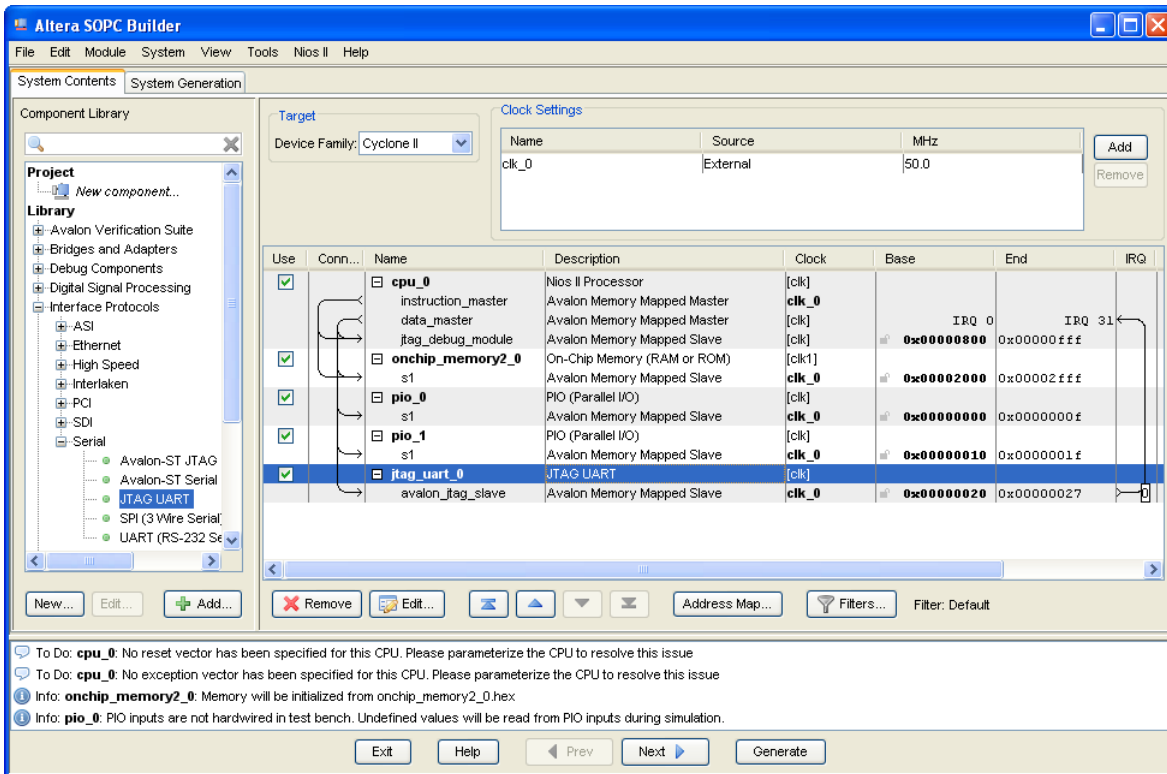 Altera SOPC Builder
File Edit Module System View Tools Nios II Help
System Contents System Generation
Component Library
Project
New component...
Library
Avalon Verification Suite
Bridges and Adapters
Debug Components
Digital Signal Processing
Interface Protocols
ASI
Ethernet
High Speed
Interlaken
PCI
SDI
Serial
Avalon-ST JTAG
Avalon-ST Serial
JTAG UART
SPI (3 Wire Serial)
UART (RS-232 Se
New... Edit... Add...
Target
Device Family: Cyclone II
Clock Settings
Name Source MHz
clk_0 External 50.0
Add
Remove
Use Conn... Name Description Clock Base End IRQ
cpu_0 Nios II Processor [clk]
instruction_master Avalon Memory Mapped Master clk_0
data_master Avalon Memory Mapped Master [clk] IRQ 0 IRQ 31
jtag_debug_module Avalon Memory Mapped Slave [clk] 0x00000800 0x00000fff
onchip_memory2_0 On-Chip Memory (RAM or ROM) [clk1]
s1 Avalon Memory Mapped Slave clk_0 0x00002000 0x00002fff
pio_0 PIO (Parallel I/O) [clk]
s1 Avalon Memory Mapped Slave clk_0 0x00000000 0x0000000f
pio_1 PIO (Parallel I/O) [clk]
s1 Avalon Memory Mapped Slave clk_0 0x00000010 0x0000001f
jtag_uart_0 JTAG UART [clk]
avalon_jtag_slave Avalon Memory Mapped Slave clk_0 0x00000020 0x00000027 0
Remove Edit... Address Map... Filters... Filter: Default
To Do: cpu_0: No reset vector has been specified for this CPU. Please parameterize the CPU to resolve this issue
To Do: cpu_0: No exception vector has been specified for this CPU. Please parameterize the CPU to resolve this issue
Info: onchip_memory2_0: Memory will be initialized from onchip_memory2_0.hex
Info: pio_0: PIO inputs are not hardwired in test bench. Undefined values will be read from PIO inputs during simulation.
Exit Help Prev Next Generate